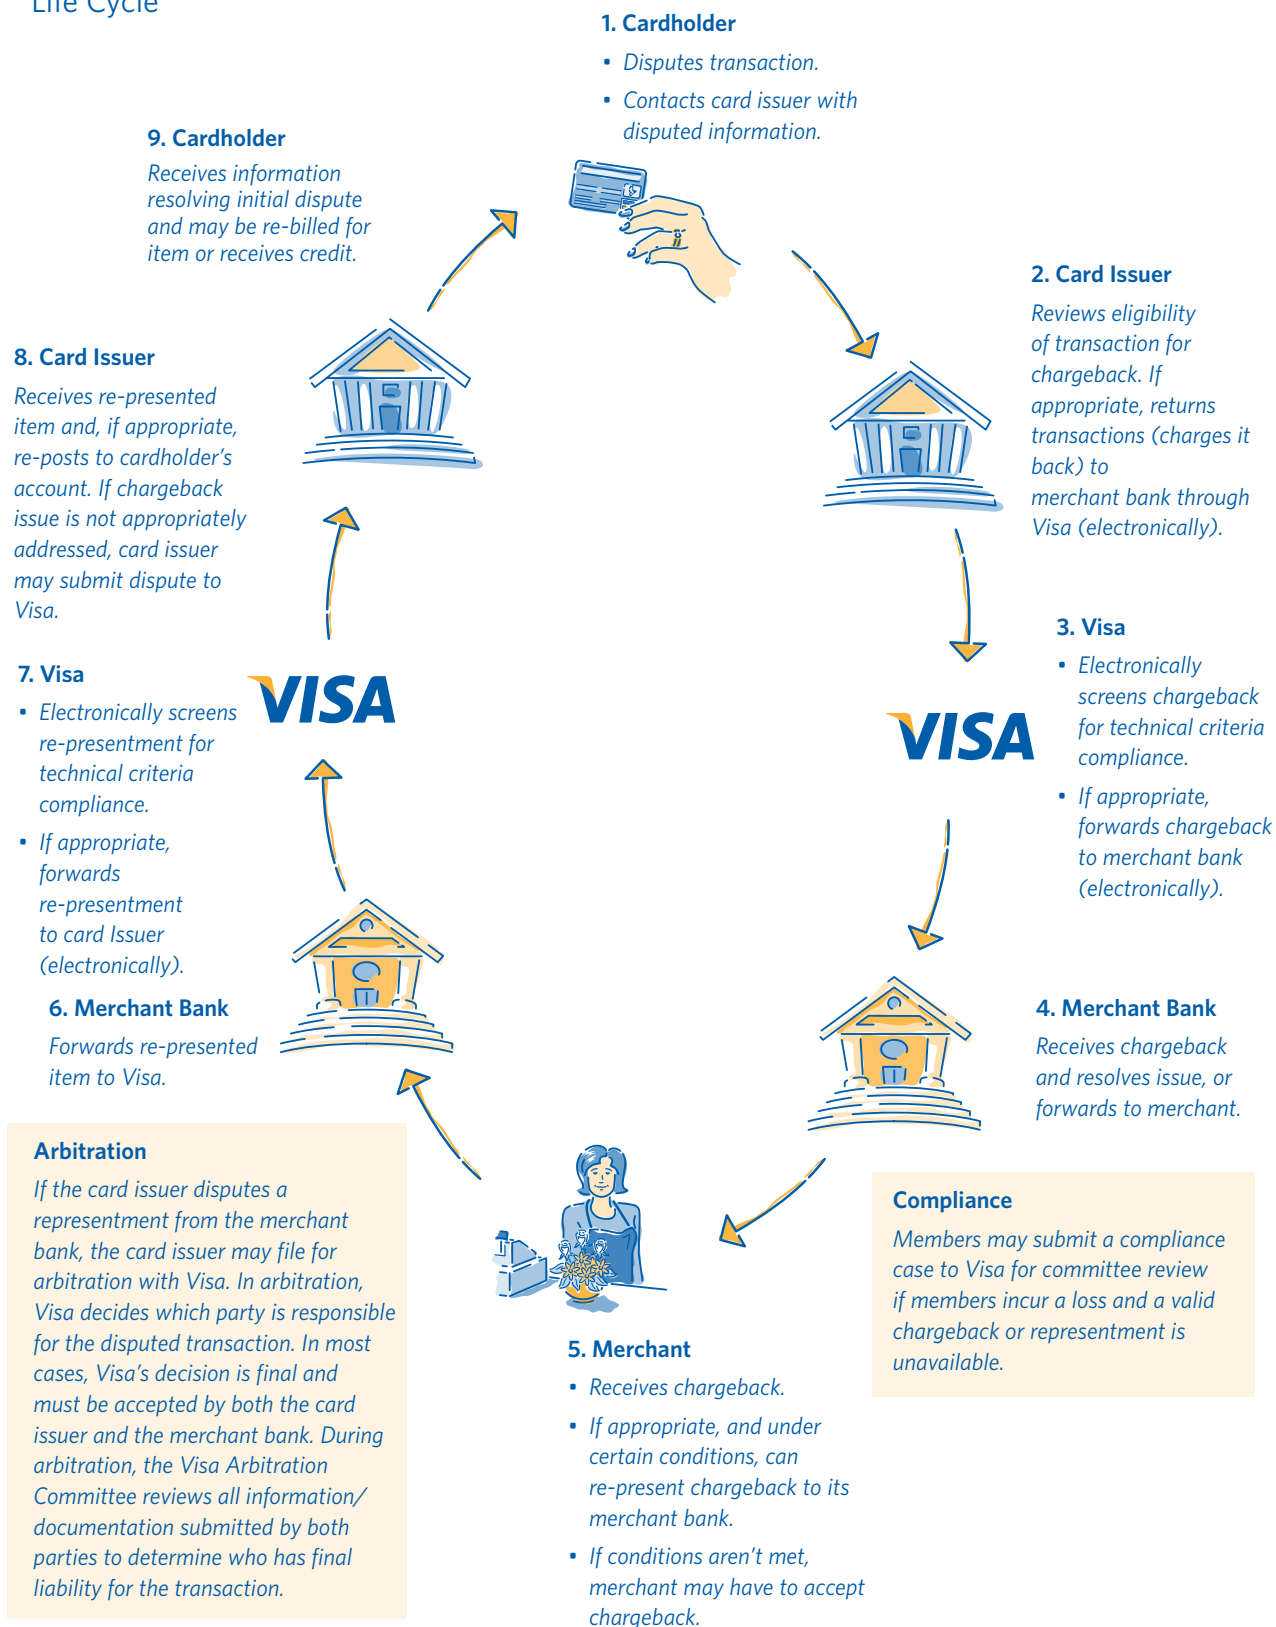 Life Cycle
1. Cardholder
• Disputes transaction.
• Contacts card issuer with
disputed information.
2. Card Issuer
Reviews eligibility
of transaction for
chargeback. If
appropriate, returns
transactions (charges it
back) to
merchant bank through
Visa (electronically).
3. Visa
• Electronically
screens chargeback
for technical criteria
compliance.
• If appropriate,
forwards chargeback
to merchant bank
(electronically).
VISA
4. Merchant Bank
Receives chargeback
and resolves issue, or
forwards to merchant.
Compliance
Members may submit a compliance
case to Visa for committee review
if members incur a loss and a valid
chargeback or representment is
unavailable.
5. Merchant
• Receives chargeback.
• If appropriate, and under
certain conditions, can
re-present chargeback to its
merchant bank.
• If conditions aren't met,
merchant may have to accept
chargeback.
6. Merchant Bank
Forwards re-presented
item to Visa.
Arbitration
If the card issuer disputes a
representment from the merchant
bank, the card issuer may file for
arbitration with Visa. In arbitration,
Visa decides which party is responsible
for the disputed transaction. In most
cases, Visa's decision is final and
must be accepted by both the card
issuer and the merchant bank. During
arbitration, the Visa Arbitration
Committee reviews all information/
documentation submitted by both
parties to determine who has final
liability for the transaction.
7. Visa
• Electronically screens
re-presentment for
technical criteria
compliance.
• If appropriate,
forwards
re-presentment
to card Issuer
(electronically).
VISA
8. Card Issuer
Receives re-presented
item and, if appropriate,
re-posts to cardholder's
account. If chargeback
issue is not appropriately
addressed, card issuer
may submit dispute to
Visa.
9. Cardholder
Receives information
resolving initial dispute
and may be re-billed for
item or receives credit.